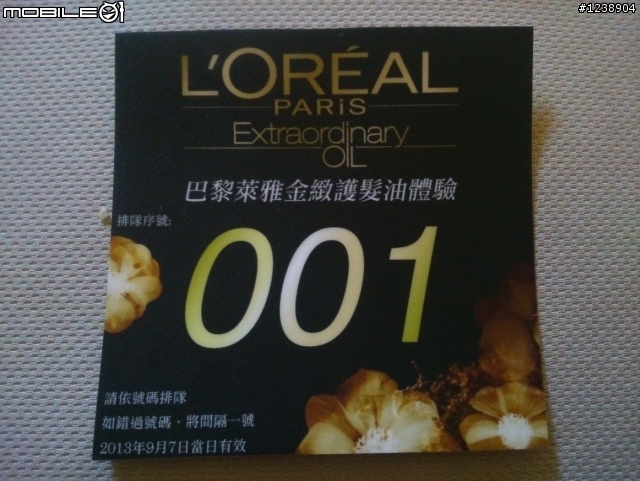 mobile01
#1238904
L'ORÉAL
PARiS
Extraordinary
OIL
巴黎萊雅金緻護髮油體驗
排隊序號:
001
請依號碼排隊
如錯過號碼，將間隔一號
2013年9月7日當日有效